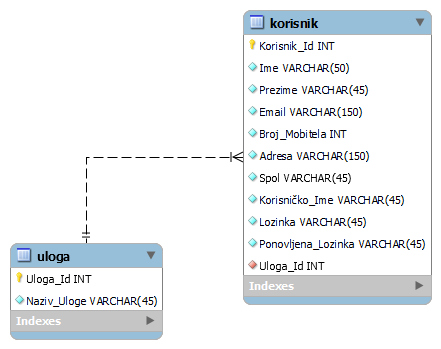 korisnik
Korisnik_Id INT
Ime VARCHAR(50)
Prezime VARCHAR(45)
Email VARCHAR(150)
Broj_Mobitela INT
Adresa VARCHAR(150)
Spol VARCHAR(45)
Korisničko_Ime VARCHAR(45)
Lozinka VARCHAR(45)
Ponovljena_Lozinka VARCHAR(45)
Uloga_Id INT
Indexes
uloga
Uloga_Id INT
Naziv_Uloge VARCHAR(45)
Indexes